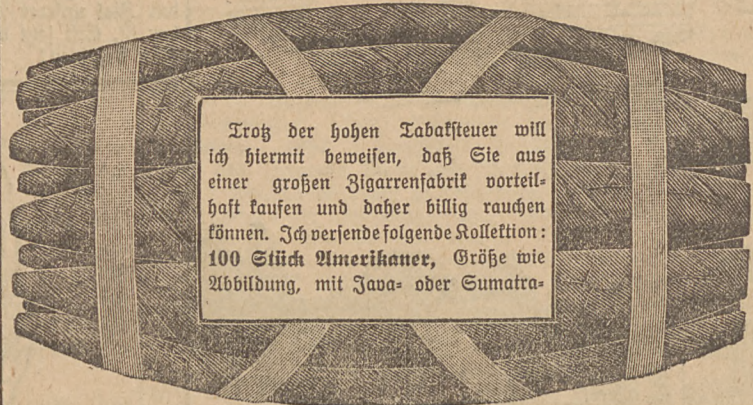 Trotz der hohen Tabaksteuer will
ich hiermit beweisen, daß Sie aus
einer großen Zigarrenfabrik vorteil-
haft kaufen und daher billig rauchen
können. Ich versende folgende Kollektion:
100 Stück Amerikaner, Größe wie
Abbildung, mit Java- oder Sumatra-